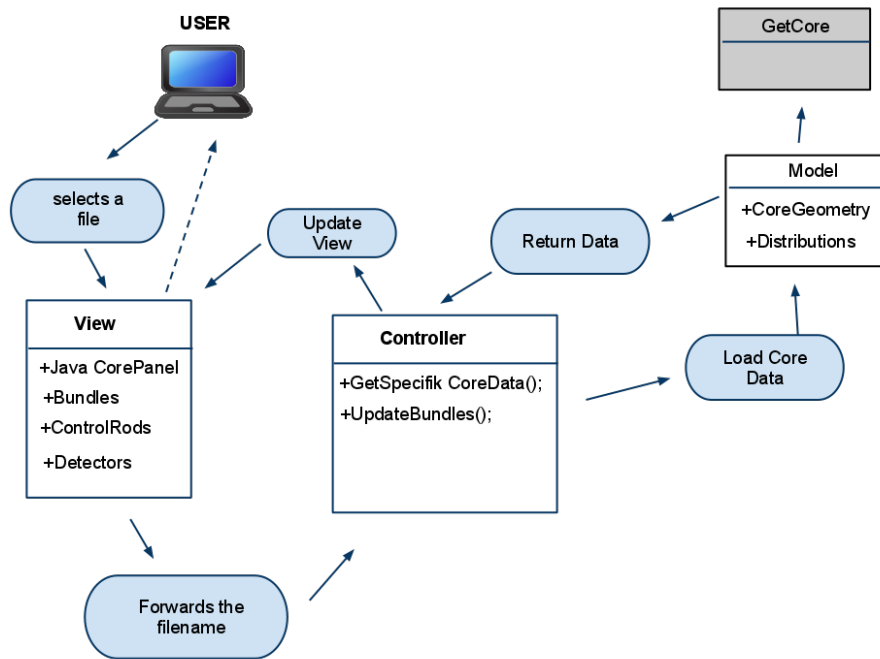 USER
GetCore
selects a
file
Update
View
Return Data
Model
+CoreGeometry
+Distributions
View
+Java CorePanel
+Bundles
+ControlRods
+Detectors
Controller
+GetSpecifik CoreData();
+UpdateBundles();
Load Core
Data
Forwards the
filename